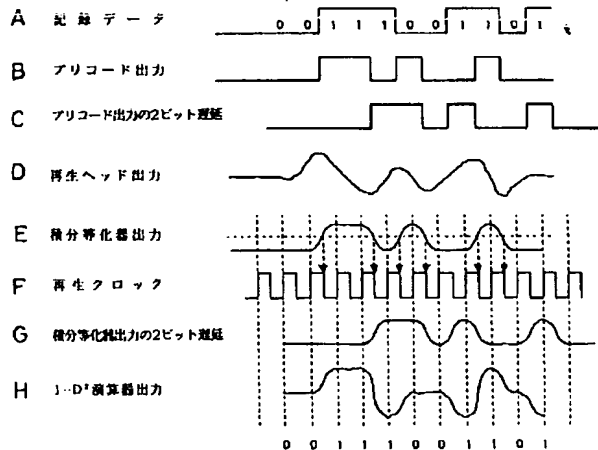 A 記録データ
0 0 1 1 1 0 0 1 1 0 1
B プリコード出力
C プリコード出力の2ビット遅延
D 再生ヘッド出力
E 積分等化器出力
F 再生クロック
G 積分等化器出力の2ビット遅延
H 1-D² 演算器出力
0 0 1 1 1 0 0 1 1 0 1